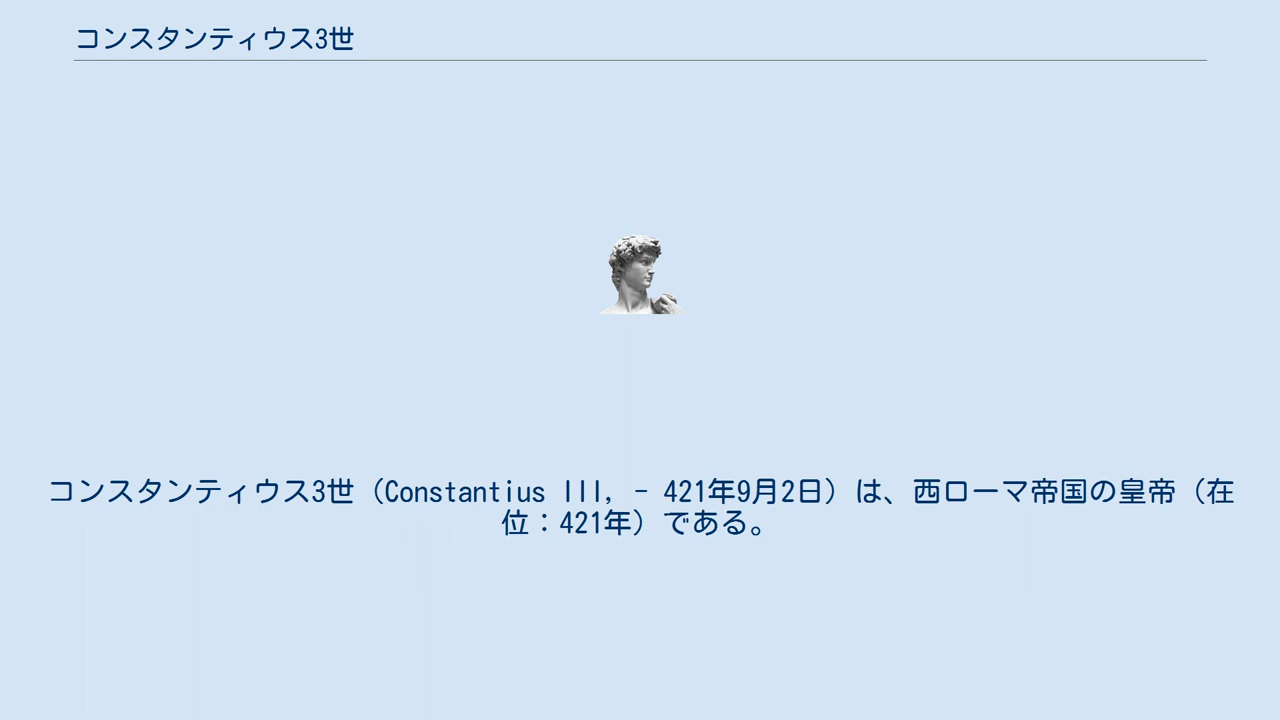 コンスタンティウス3世
コンスタンティウス3世（Constantius III, - 421年9月2日）は、西ローマ帝国の皇帝（在
位：421年）である。